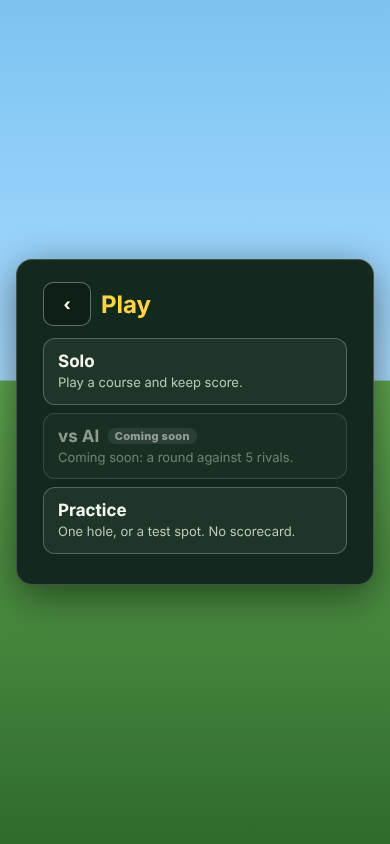 ‹ Play
Solo
Play a course and keep score.
vs AI Coming soon
Coming soon: a round against 5 rivals.
Practice
One hole, or a test spot. No scorecard.